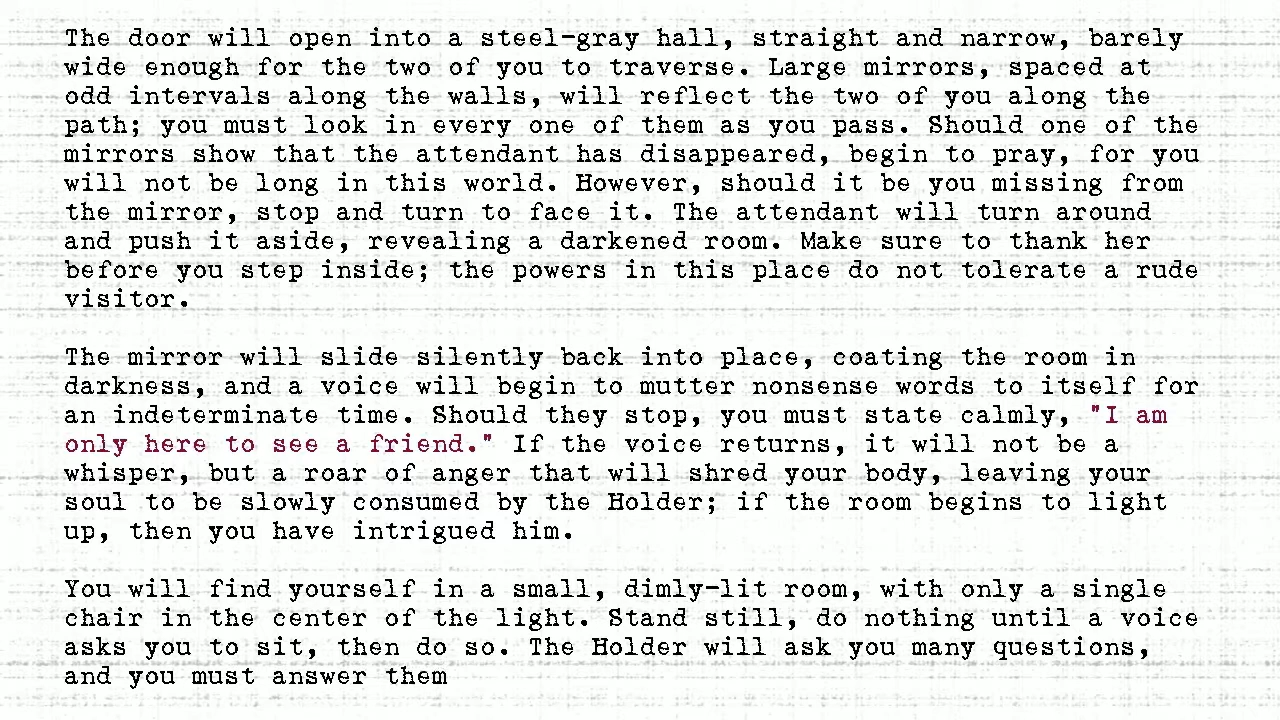 The door will open into a steel-gray hall, straight and narrow, barely
wide enough for the two of you to traverse. Large mirrors, spaced at
odd intervals along the walls, will reflect the two of you along the
path; you must look in every one of them as you pass. Should one of the
mirrors show that the attendant has disappeared, begin to pray, for you
will not be long in this world. However, should it be you missing from
the mirror, stop and turn to face it. The attendant will turn around
and push it aside, revealing a darkened room. Make sure to thank her
before you step inside; the powers in this place do not tolerate a rude
visitor.

The mirror will slide silently back into place, coating the room in
darkness, and a voice will begin to mutter nonsense words to itself for
an indeterminate time. Should they stop, you must state calmly, "I am
only here to see a friend." If the voice returns, it will not be a
whisper, but a roar of anger that will shred your body, leaving your
soul to be slowly consumed by the Holder; if the room begins to light
up, then you have intrigued him.

You will find yourself in a small, dimly-lit room, with only a single
chair in the center of the light. Stand still, do nothing until a voice
asks you to sit, then do so. The Holder will ask you many questions,
and you must answer them